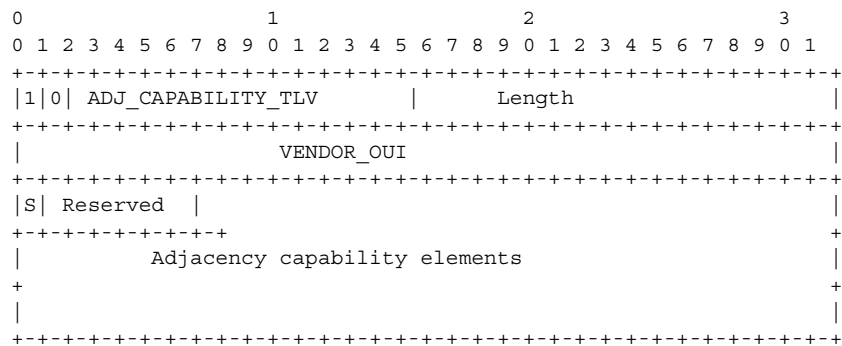 0                   1                   2                   3
0 1 2 3 4 5 6 7 8 9 0 1 2 3 4 5 6 7 8 9 0 1 2 3 4 5 6 7 8 9 0 1
+-+-+-+-+-+-+-+-+-+-+-+-+-+-+-+-+-+-+-+-+-+-+-+-+-+-+-+-+-+-+-+-+
|1|0| ADJ_CAPABILITY_TLV       |      Length                    |
+-+-+-+-+-+-+-+-+-+-+-+-+-+-+-+-+-+-+-+-+-+-+-+-+-+-+-+-+-+-+-+-+
|                    VENDOR_OUI                                 |
+-+-+-+-+-+-+-+-+-+-+-+-+-+-+-+-+-+-+-+-+-+-+-+-+-+-+-+-+-+-+-+-+
|S| Reserved  |                                                 |
+-+-+-+-+-+-+-+-+                                               +
|          Adjacency capability elements                        |
+                                                               +
|                                                               |
+-+-+-+-+-+-+-+-+-+-+-+-+-+-+-+-+-+-+-+-+-+-+-+-+-+-+-+-+-+-+-+-+